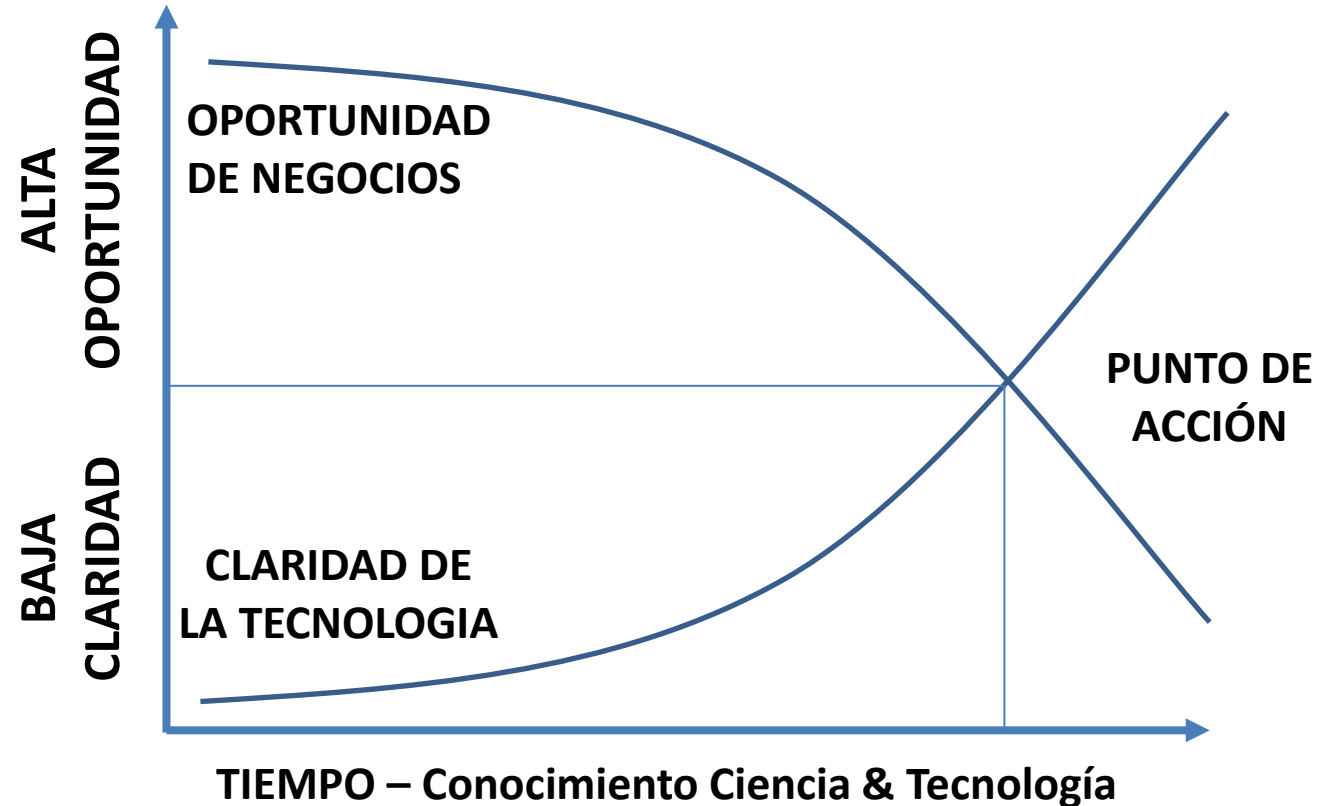 ALTA
OPORTUNIDAD
OPORTUNIDAD
DE NEGOCIOS
PUNTO DE
ACCIÓN
BAJA
CLARIDAD
CLARIDAD DE
LA TECNOLOGIA
TIEMPO – Conocimiento Ciencia & Tecnología